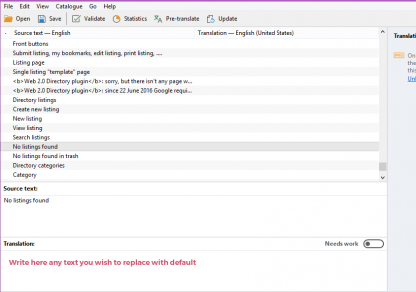 File Edit View Catalogue Go Help
Open Save Validate Statistics Pre-translate Update
Source text — English Translation — English (United States)
Front buttons
Submit listing, my bookmarks, edit listing, print listing, ....
Listing page
Single listing "template" page
<b>Web 2.0 Directory plugin</b>: sorry, but there isn't any page w...
<b>Web 2.0 Directory plugin</b>: since 22 June 2016 Google requi...
Directory listings
Create new listing
New listing
View listing
Search listings
No listings found
No listings found in trash
Directory categories
Category
Source text:
No listings found
Translation: Needs work
Write here any text you wish to replace with default
Translation
On
the
this